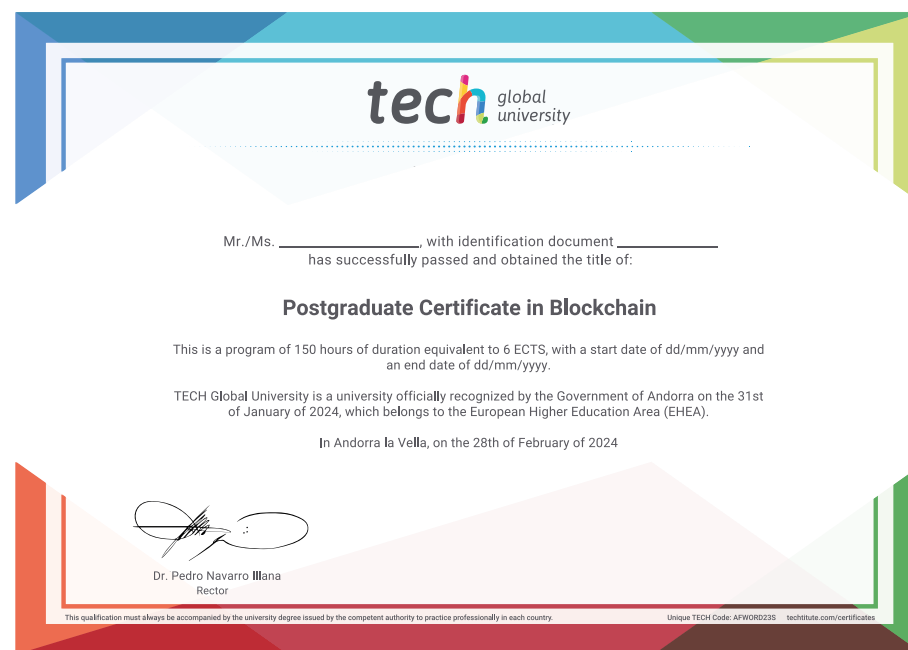 tech global university
Mr./Ms. ____________________, with identification document ______________
has successfully passed and obtained the title of:
Postgraduate Certificate in Blockchain
This is a program of 150 hours of duration equivalent to 6 ECTS, with a start date of dd/mm/yyyy and
an end date of dd/mm/yyyy.
TECH Global University is a university officially recognized by the Government of Andorra on the 31st
of January of 2024, which belongs to the European Higher Education Area (EHEA).
In Andorra la Vella, on the 28th of February of 2024
Dr. Pedro Navarro Illana
Rector
This qualification must always be accompanied by the university degree issued by the competent authority to practice professionally in each country.
Unique TECH Code: AFWORD23S techtitute.com/certificates